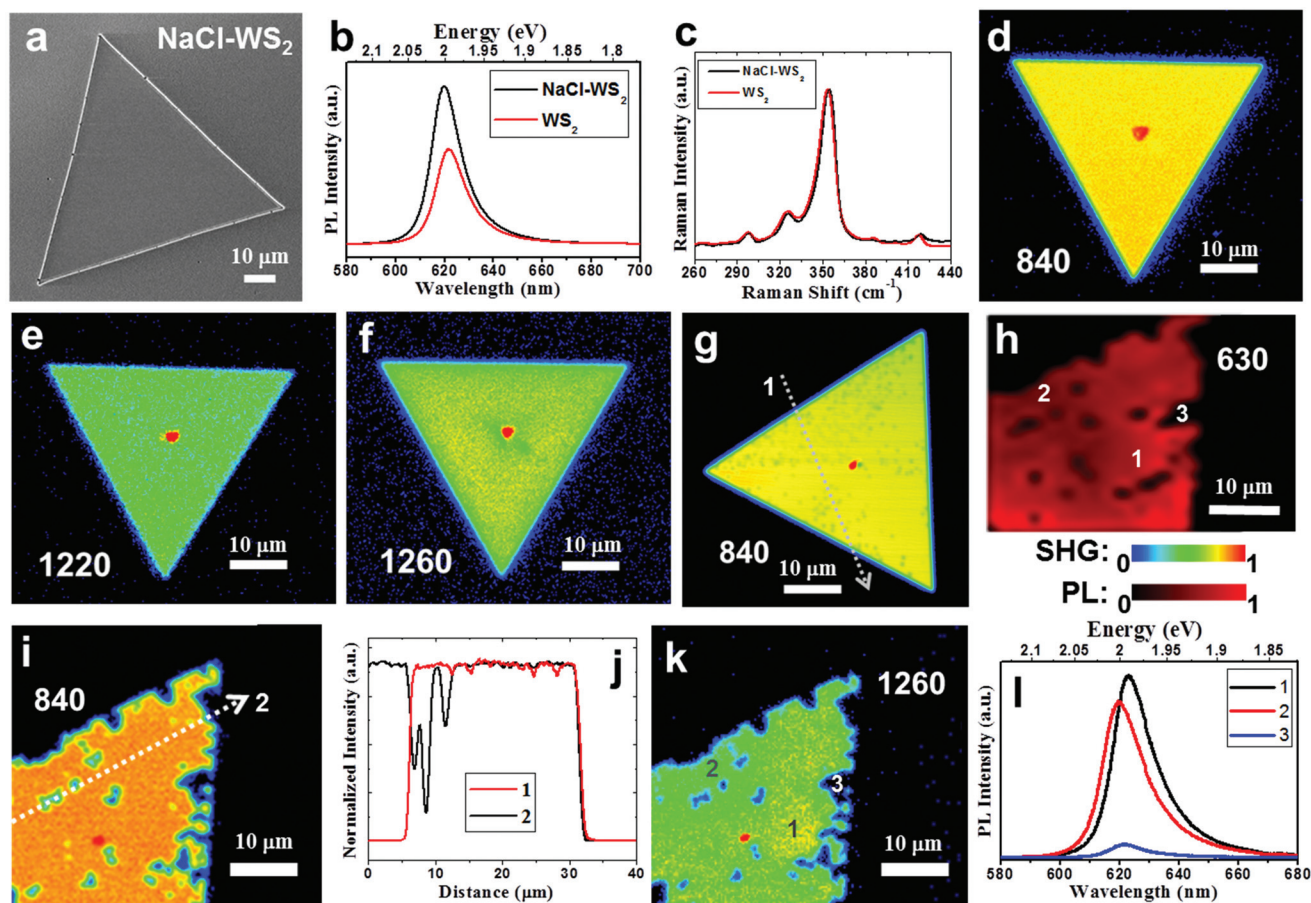 a
NaCl-WS2
10 μm
b
Energy (eV)
2.1 2.05 2 1.95 1.9 1.85 1.8
PL Intensity (a.u.)
NaCl-WS2
WS2
580 600 620 640 660 680 700
Wavelength (nm)
c
Raman Intensity (a.u.)
NaCl-WS2
WS2
260 290 320 350 380 410 440
Raman Shift (cm-1)
d
840
10 μm
e
1220
10 μm
f
1260
10 μm
g
1
840
10 μm
h
630
2
3
1
10 μm
SHG: 0 1
PL: 0 1
i
840
2
10 μm
j
Normalized Intensity (a.u.)
1
2
0 10 20 30 40
Distance (μm)
k
1260
2
3
1
10 μm
l
Energy (eV)
2.1 2.05 2 1.95 1.9 1.85
PL Intensity (a.u.)
1
2
3
580 600 620 640 660 680
Wavelength (nm)